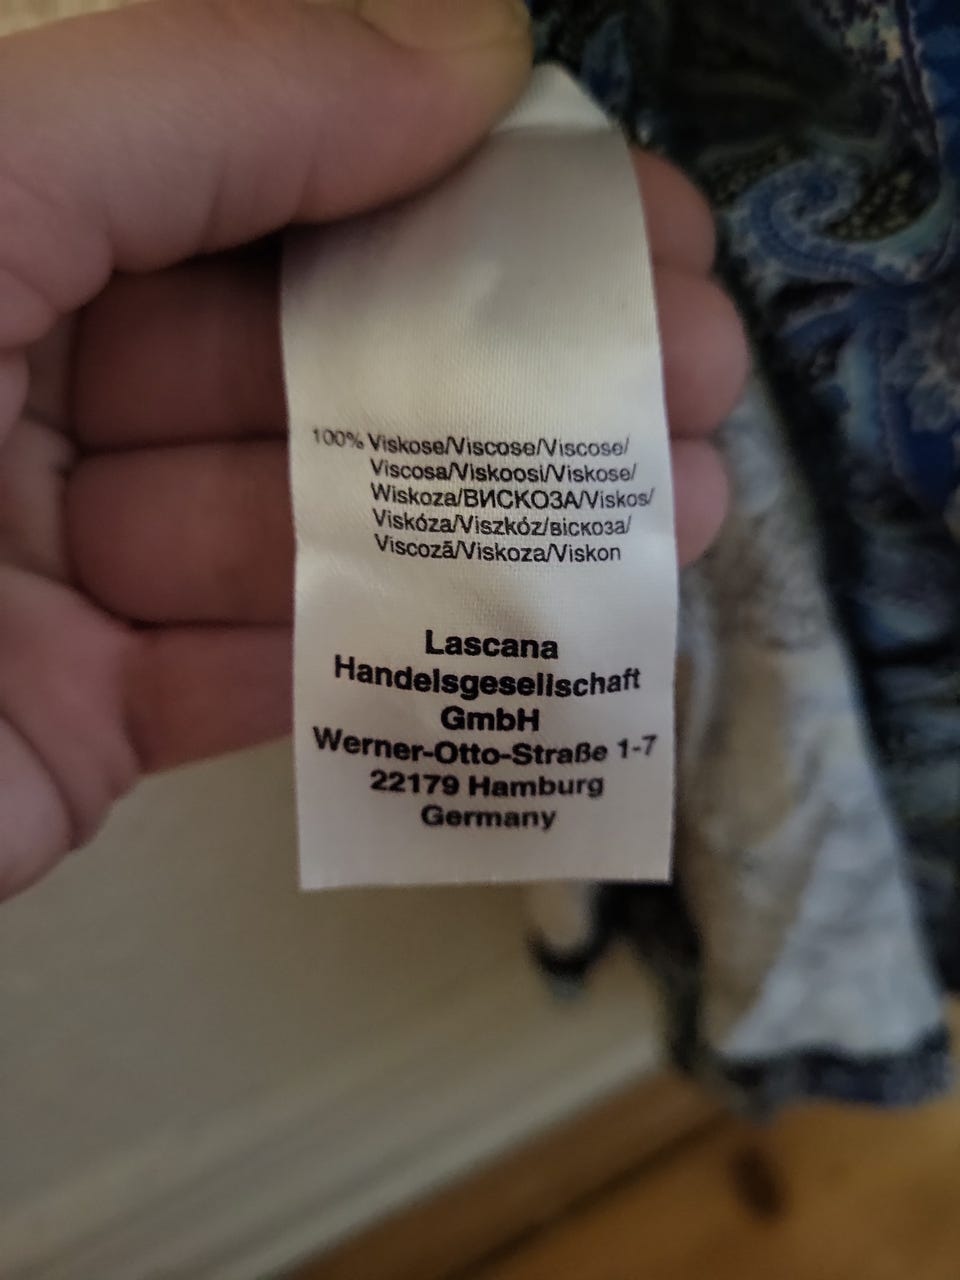 100% Viskose/Viscose/Viscose/
Viscosa/Viskoosi/Viskose/
Wiskoza/ВИСКОЗА/Viskos/
Viskóza/Viszkóz/віскоза/
Viscoză/Viskoza/Viskon
Lascana
Handelsgesellschaft
GmbH
Werner-Otto-Straße 1-7
22179 Hamburg
Germany